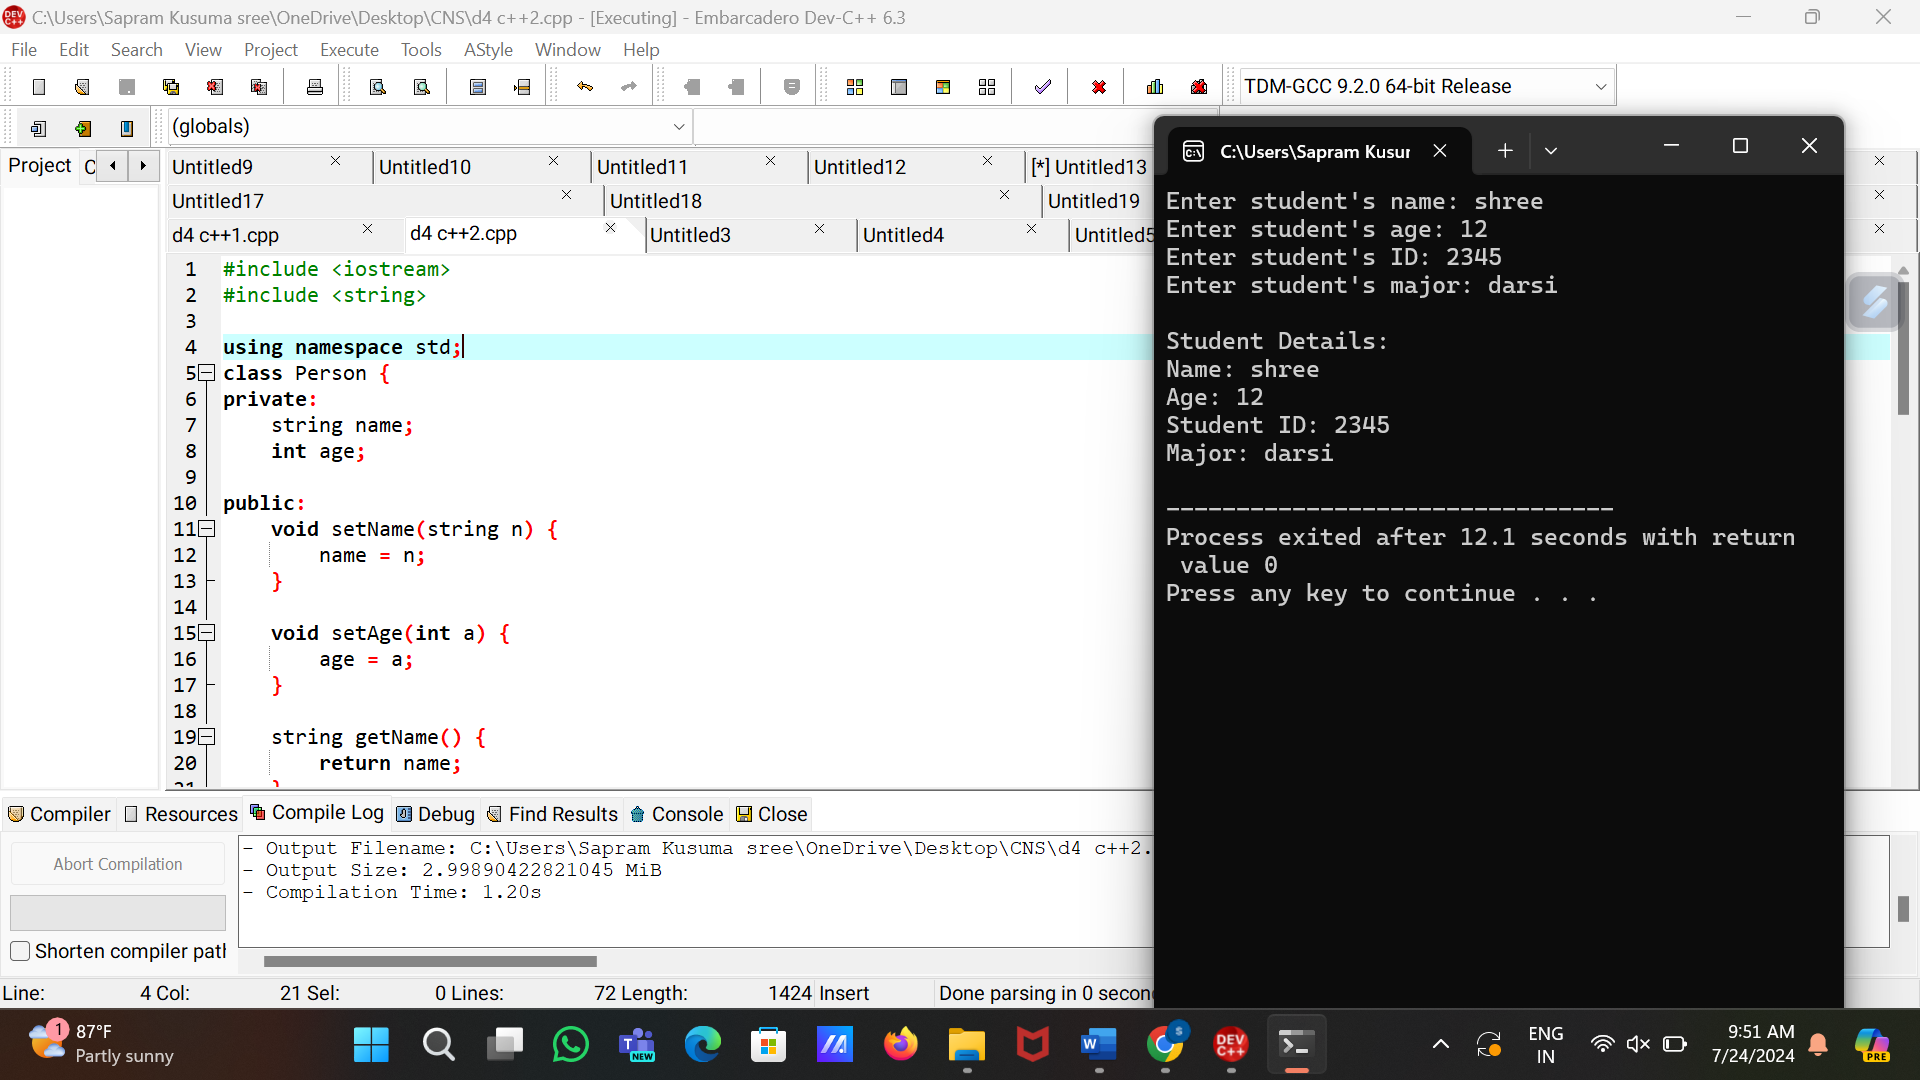 C:\Users\Sapram Kusuma sree\OneDrive\Desktop\CNS\d4 c++2.cpp - [Executing] - Embarcadero Dev-C++ 6.3
File Edit Search View Project Execute Tools AStyle Window Help
TDM-GCC 9.2.0 64-bit Release
(globals)
Project
Untitled9 Untitled10 Untitled11 Untitled12 [*] Untitled13
Untitled17 Untitled18 Untitled19
d4 c++1.cpp d4 c++2.cpp Untitled3 Untitled4 Untitled5
1 #include <iostream>
2 #include <string>
3
4 using namespace std;
5 class Person {
6 private:
7 string name;
8 int age;
9
10 public:
11 void setName(string n) {
12 name = n;
13 }
14
15 void setAge(int a) {
16 age = a;
17 }
18
19 string getName() {
20 return name;
21 }
C:\Users\Sapram Kusur
Enter student's name: shree
Enter student's age: 12
Enter student's ID: 2345
Enter student's major: darsi
Student Details:
Name: shree
Age: 12
Student ID: 2345
Major: darsi
--------------------------------
Process exited after 12.1 seconds with return
value 0
Press any key to continue . . .
Compiler Resources Compile Log Debug Find Results Console Close
Abort Compilation
Shorten compiler path
- Output Filename: C:\Users\Sapram Kusuma sree\OneDrive\Desktop\CNS\d4 c++2.
- Output Size: 2.99890422821045 MiB
- Compilation Time: 1.20s
Line: 4 Col: 21 Sel: 0 Lines: 72 Length: 1424 Insert Done parsing in 0 secon
1 87°F
Partly sunny
NEW
DEV C++
ENG
IN
9:51 AM
7/24/2024
PRE